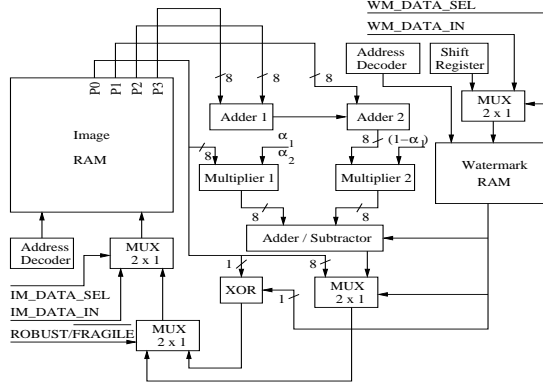 WM_DATA_SEL
WM_DATA_IN
P0
P1
P2
P3
8
8
8
Address
Decoder
Shift
Register
MUX
2 x 1
Image
RAM
Adder 1
Adder 2
8
(1−α1)
α1
α2
8
Multiplier 1
Multiplier 2
Watermark
RAM
8
8
Adder / Subtractor
Address
Decoder
MUX
2 x 1
1
8
XOR
MUX
2 x 1
1
IM_DATA_SEL
IM_DATA_IN
ROBUST/FRAGILE
MUX
2 x 1